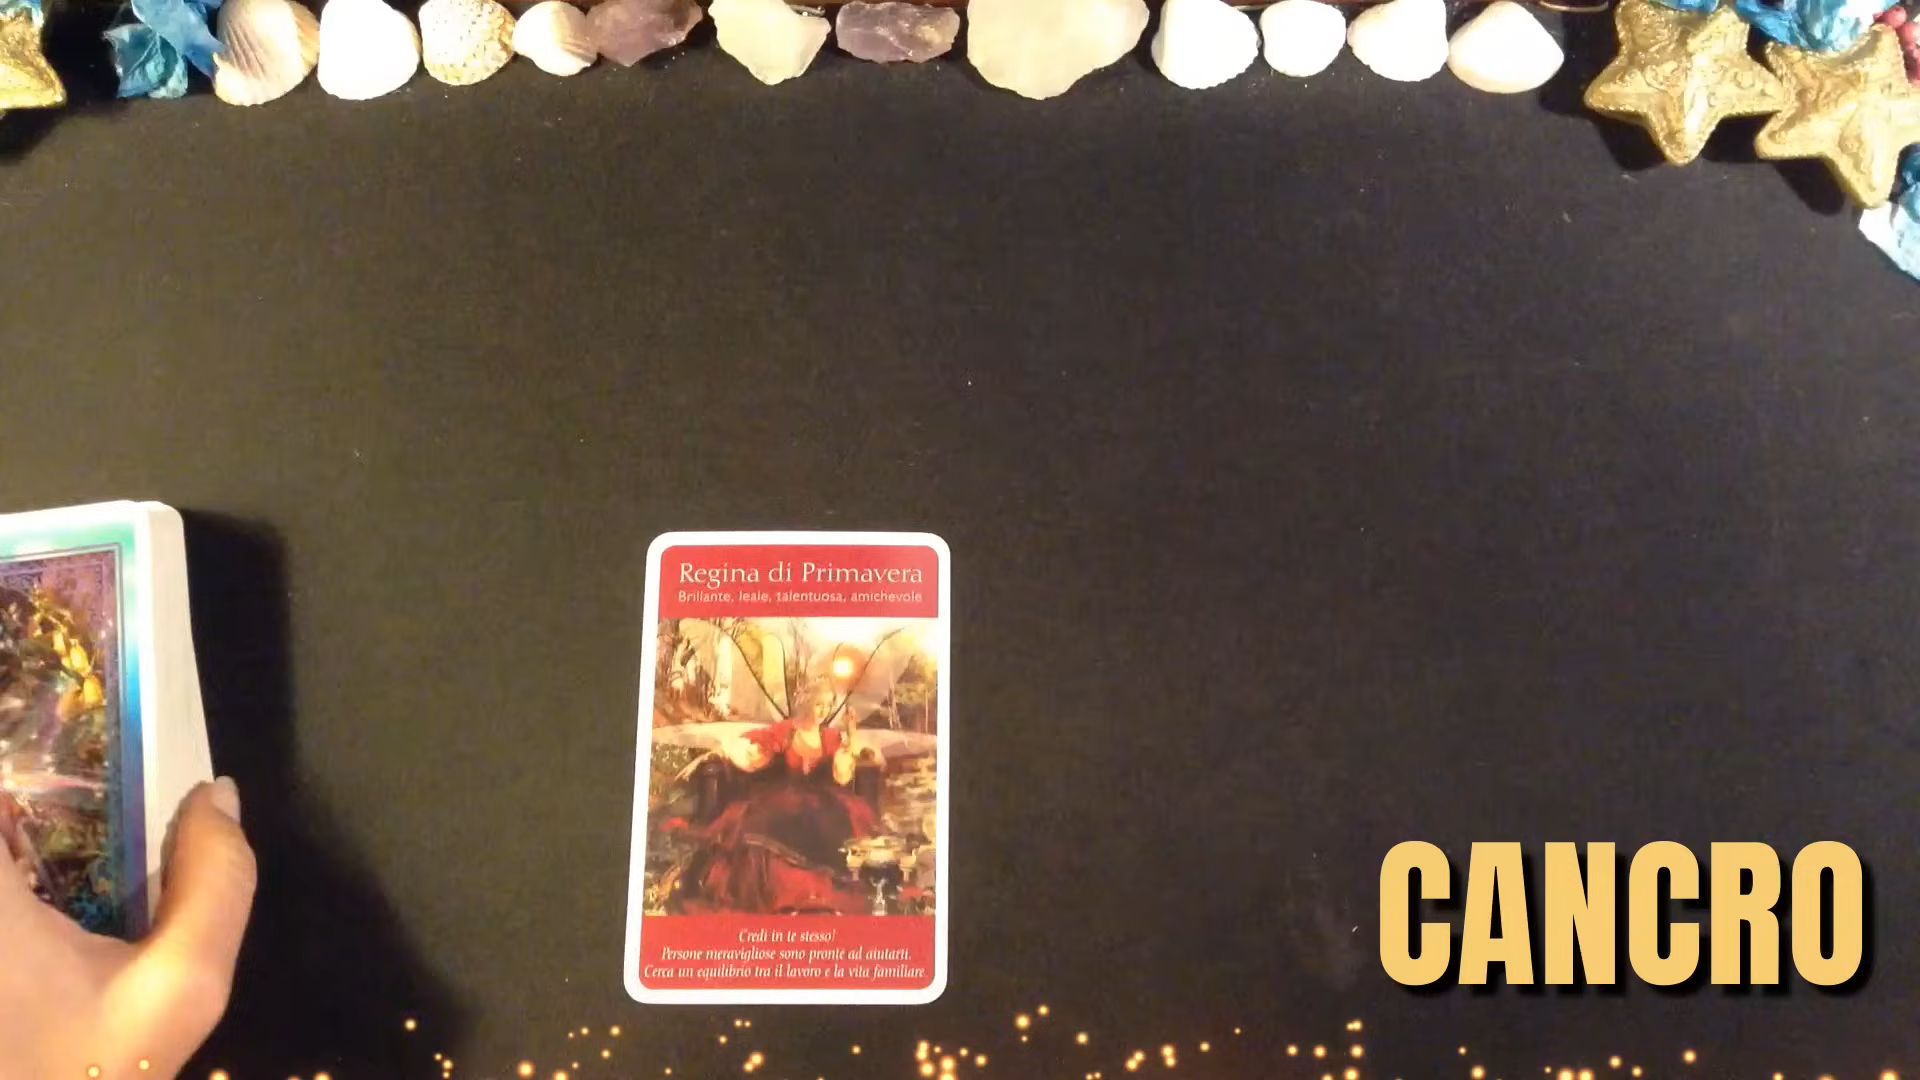 Regina di Primavera
Brillante, leale, talentuosa, amichevole
Credi in te stesso!
Persone meravigliose sono pronte ad aiutarti.
Cerca un equilibrio tra il lavoro e la vita familiare.
CANCRO